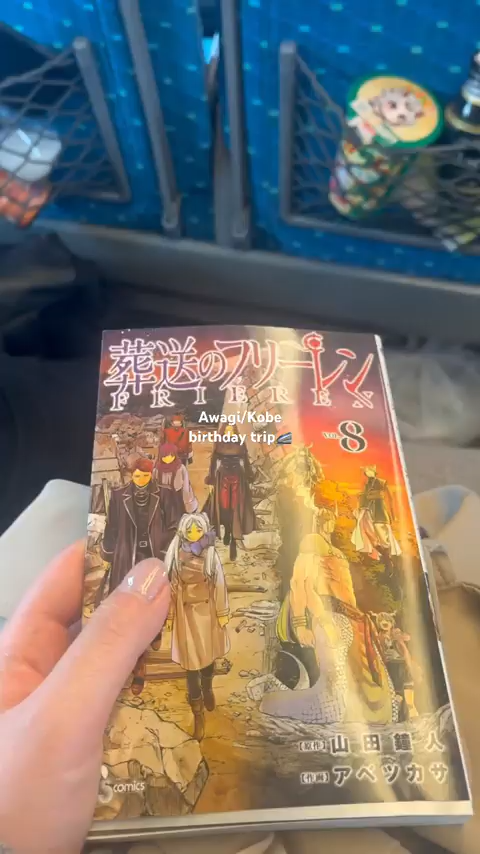 葬送のフリーレン
FRIEREN
Awagi/Kobe
birthday trip🚄
VOL.8
[原作]山田鐘人
[作画]アベツカサ
S comics